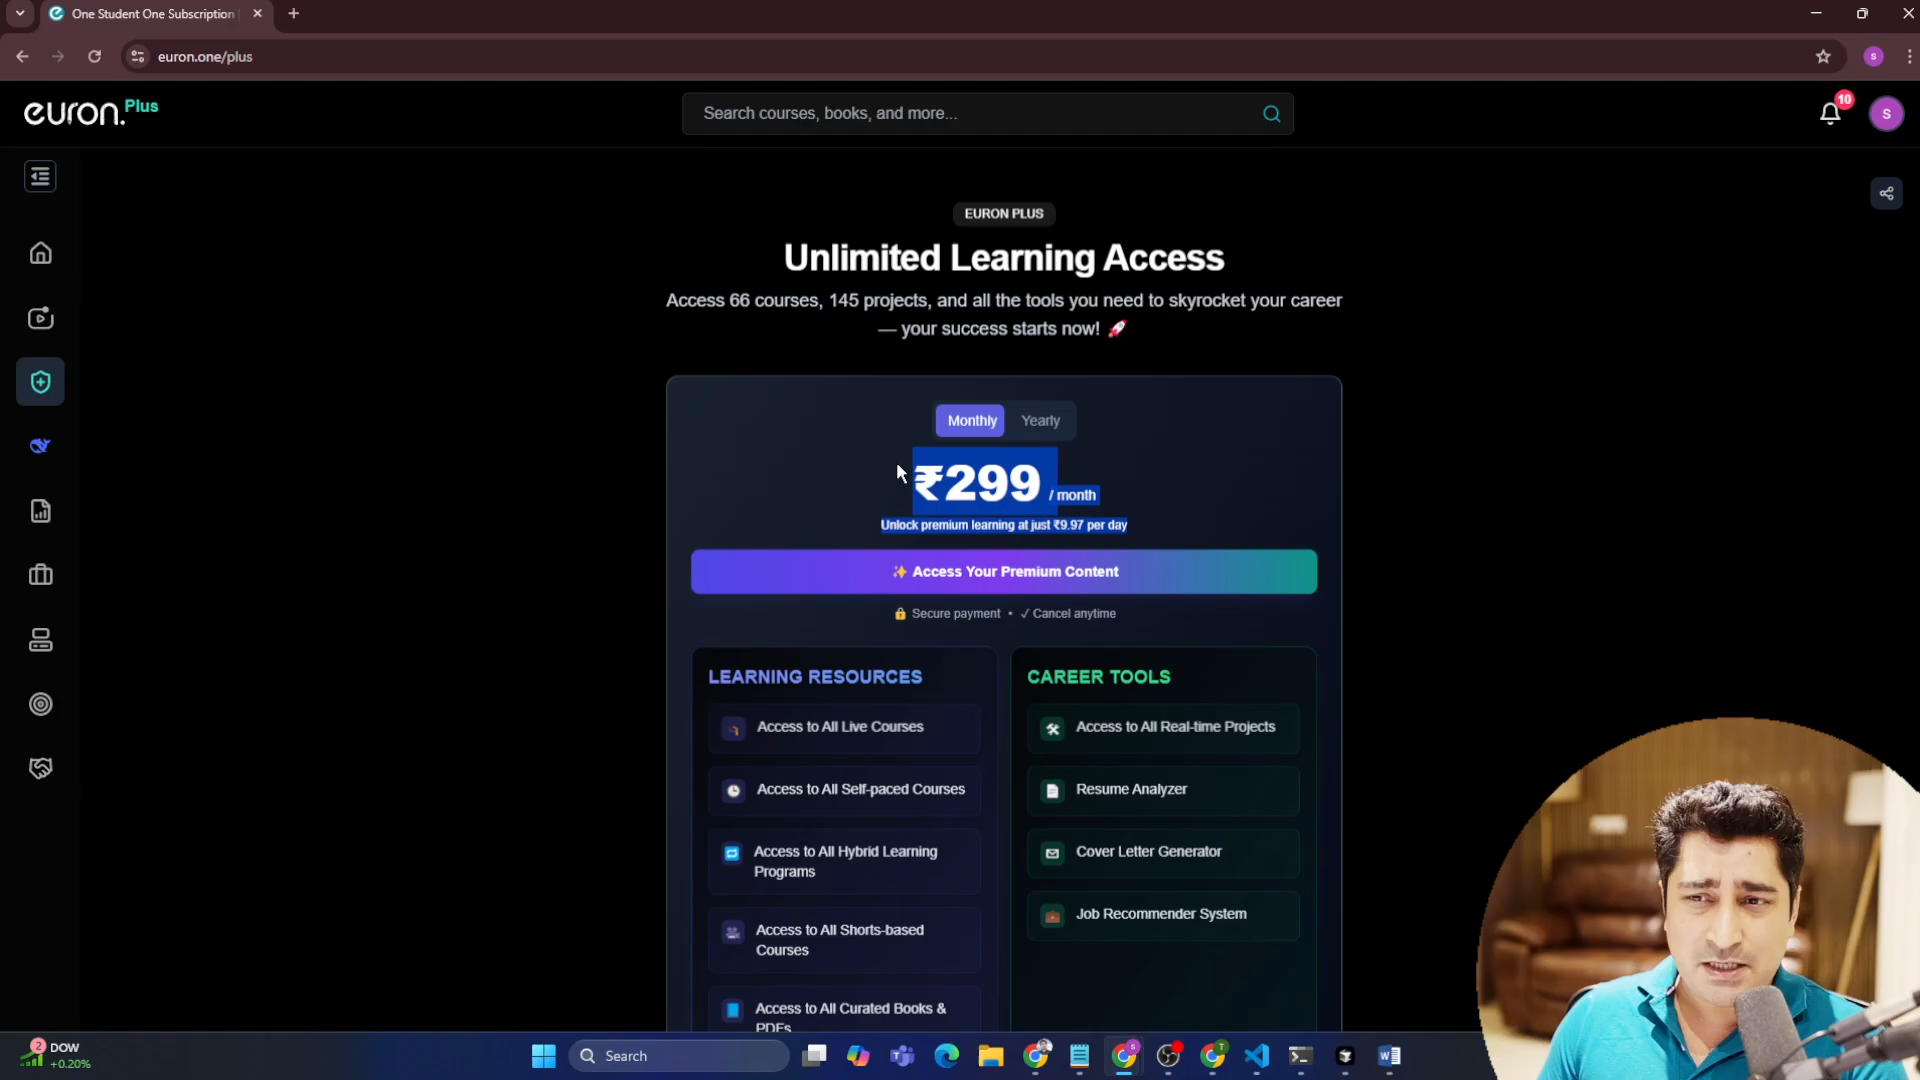 One Student One Subscription
euron.one/plus
S
euron.Plus
Search courses, books, and more...
10
S
EURON PLUS
Unlimited Learning Access
Access 66 courses, 145 projects, and all the tools you need to skyrocket your career
— your success starts now! 🚀
Monthly
Yearly
₹299 / month
Unlock premium learning at just ₹9.97 per day
✨ Access Your Premium Content
🔒 Secure payment • ✓ Cancel anytime
LEARNING RESOURCES
Access to All Live Courses
Access to All Self-paced Courses
Access to All Hybrid Learning
Programs
Access to All Shorts-based
Courses
Access to All Curated Books &
PDFs
CAREER TOOLS
Access to All Real-time Projects
Resume Analyzer
Cover Letter Generator
Job Recommender System
2
DOW
+0.20%
Search